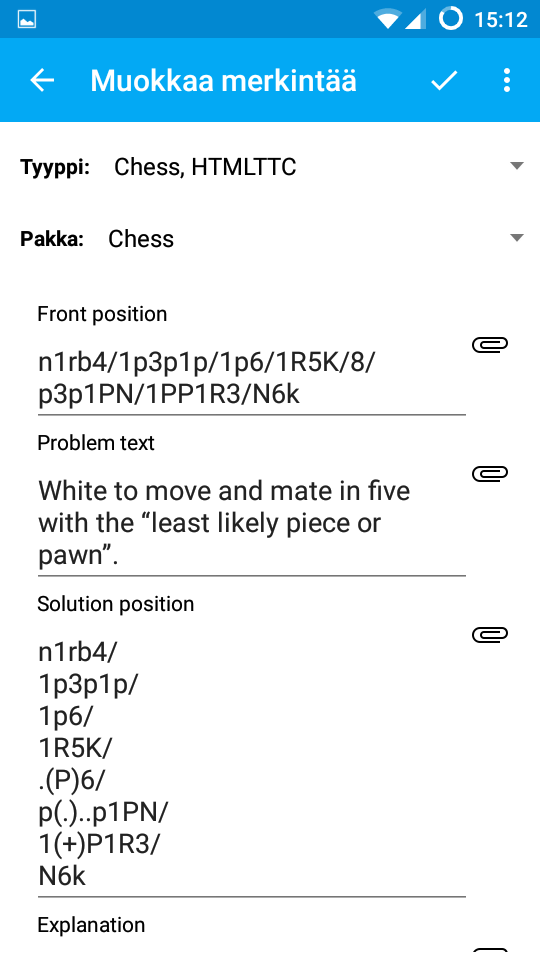 15:12
Muokkaa merkintää
Tyyppi: Chess, HTMLTTC
Pakka: Chess
Front position
n1rb4/1p3p1p/1p6/1R5K/8/
p3p1PN/1PP1R3/N6k
Problem text
White to move and mate in five
with the “least likely piece or
pawn”.
Solution position
n1rb4/
1p3p1p/
1p6/
1R5K/
.(P)6/
p(.)..p1PN/
1(+)P1R3/
N6k
Explanation